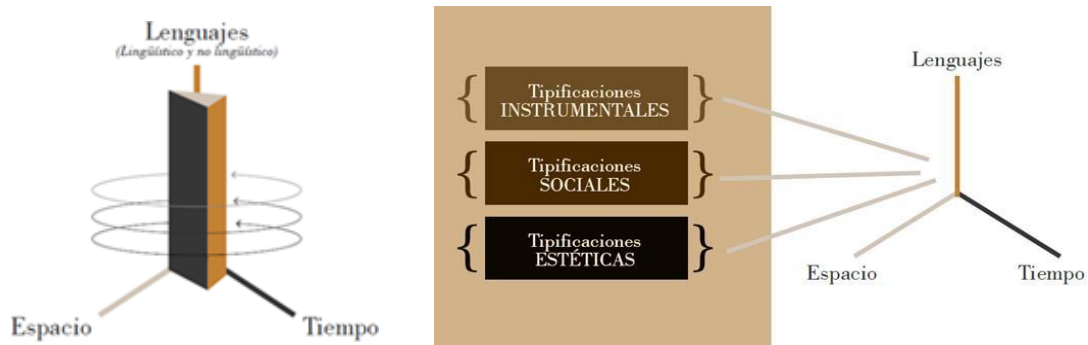 Lenguajes
(Lingüístico y no lingüístico)
Espacio
Tiempo
{ Tipificaciones }
INSTRUMENTALES
{ Tipificaciones }
SOCIALES
{ Tipificaciones }
ESTÉTICAS
Lenguajes
Espacio
Tiempo